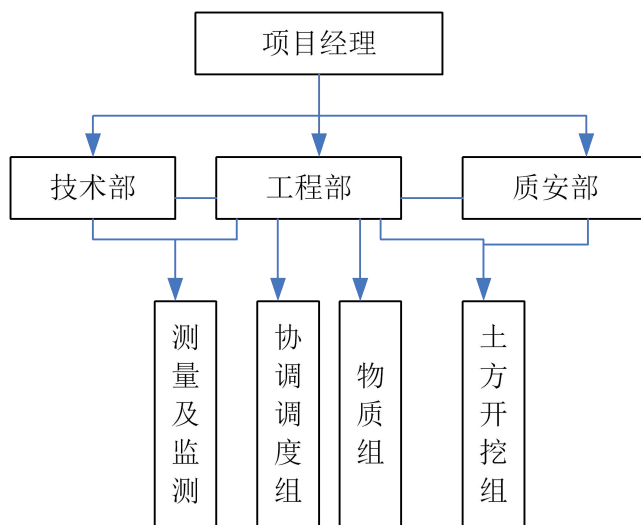 项目经理
技术部
工程部
质安部
测量及监测
协调调度组
物质组
土方开挖组